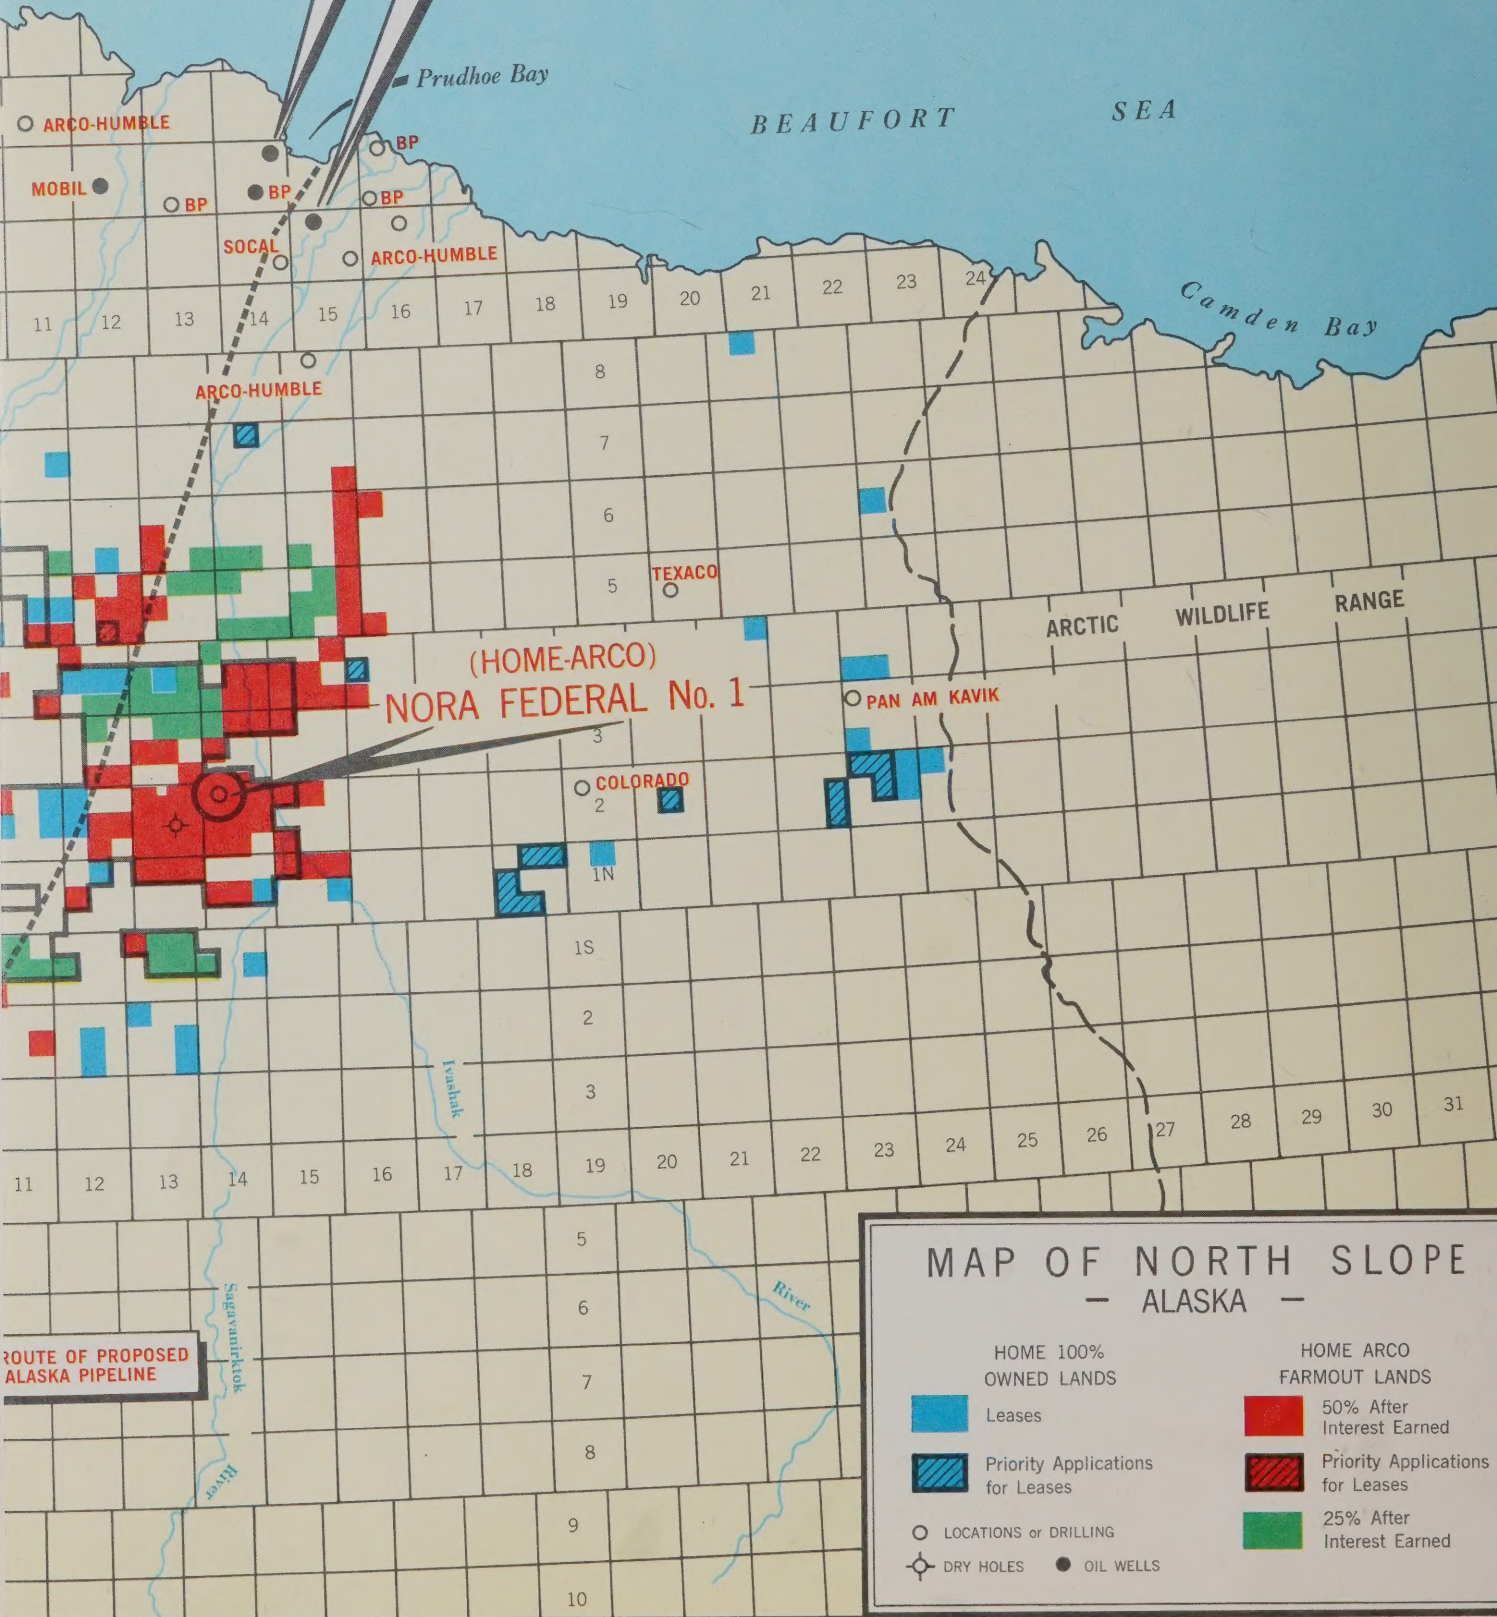 Prudhoe Bay
BEAUFORT SEA
Camden Bay
ARCO-HUMBLE
BP
MOBIL
BP
BP
BP
SOCAL
ARCO-HUMBLE
11 12 13 14 15 16 17 18 19 20 21 22 23 24
ARCO-HUMBLE
8
7
6
5
TEXACO
ARCTIC WILDLIFE RANGE
(HOME-ARCO)
NORA FEDERAL No. 1
PAN AM KAVIK
3
COLORADO
2
1N
1S
2
3
Ivashak
11 12 13 14 15 16 17 18 19 20 21 22 23 24 25 26 27 28 29 30 31
5
6
7
8
9
10
River
Sagavanirktok
River
ROUTE OF PROPOSED
ALASKA PIPELINE
MAP OF NORTH SLOPE
— ALASKA —
HOME 100%
OWNED LANDS
Leases
Priority Applications
for Leases
LOCATIONS or DRILLING
DRY HOLES
OIL WELLS
HOME ARCO
FARMOUT LANDS
50% After
Interest Earned
Priority Applications
for Leases
25% After
Interest Earned